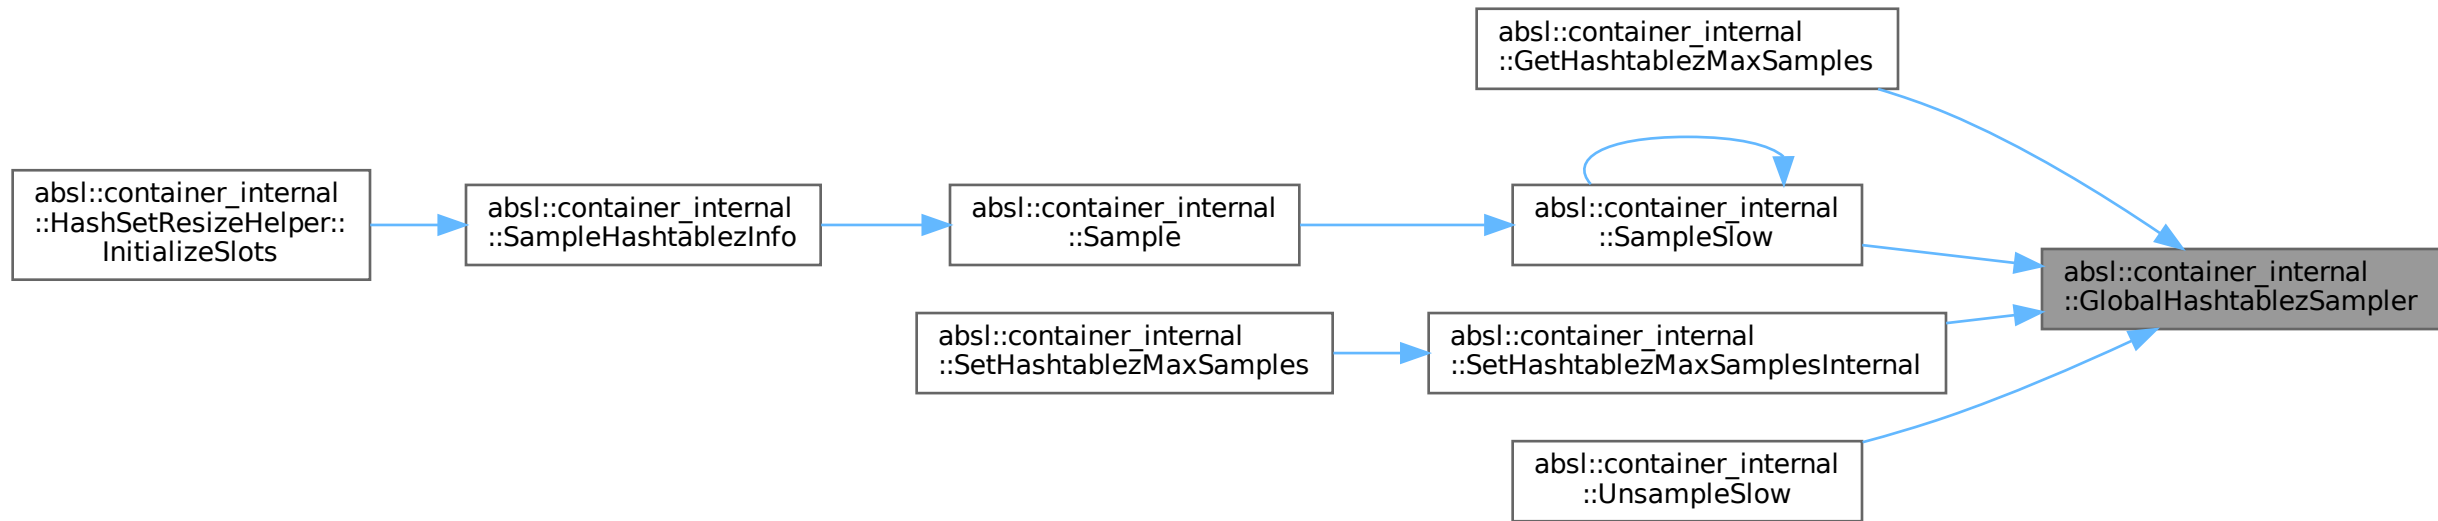 absl::container_internal
::GetHashtablezMaxSamples
absl::container_internal
::HashSetResizeHelper::
InitializeSlots
absl::container_internal
::SampleHashtablezInfo
absl::container_internal
::Sample
absl::container_internal
::SampleSlow
absl::container_internal
::GlobalHashtablezSampler
absl::container_internal
::SetHashtablezMaxSamples
absl::container_internal
::SetHashtablezMaxSamplesInternal
absl::container_internal
::UnsampleSlow